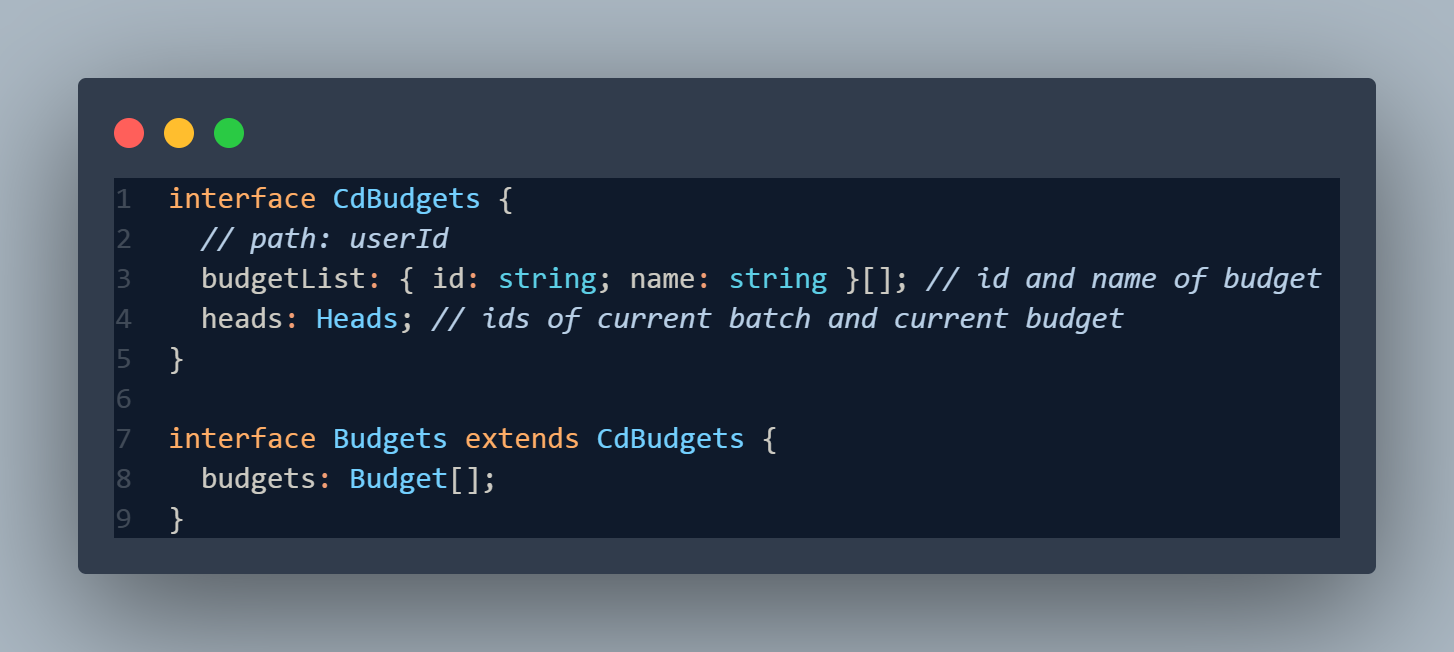 1 interface CdBudgets {
2 // path: userId
3 budgetList: { id: string; name: string }[]; // id and name of budget
4 heads: Heads; // ids of current batch and current budget
5 }
6
7 interface Budgets extends CdBudgets {
8 budgets: Budget[];
9 }